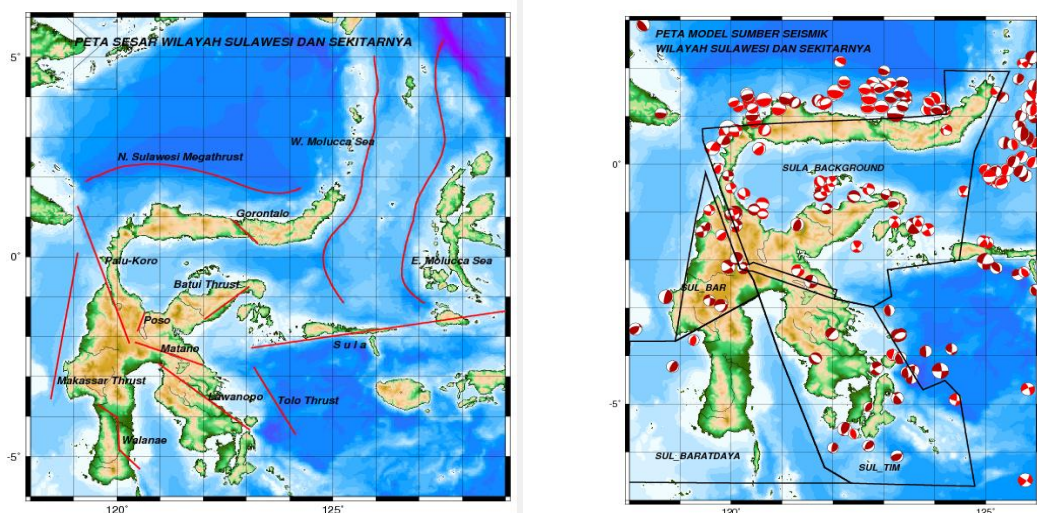 PETA SESAR WILAYAH SULAWESI DAN SEKITARNYA
5°
W. Molucca Sea
N. Sulawesi Megathrust
Gorontalo
Palu-Koro
0°
E. Molucca Sea
Batui Thrust
Poso
Sula
Matano
Makassar Thrust
Lawanopo
Tolo Thrust
Walanae
-5°
120°
125°
PETA MODEL SUMBER SEISMIK
WILAYAH SULAWESI DAN SEKITARNYA
0°
SULA_BACKGROUND
SUL_BAR
SUL_BARATDAYA
SUL_TIM
-5°
120°
125°